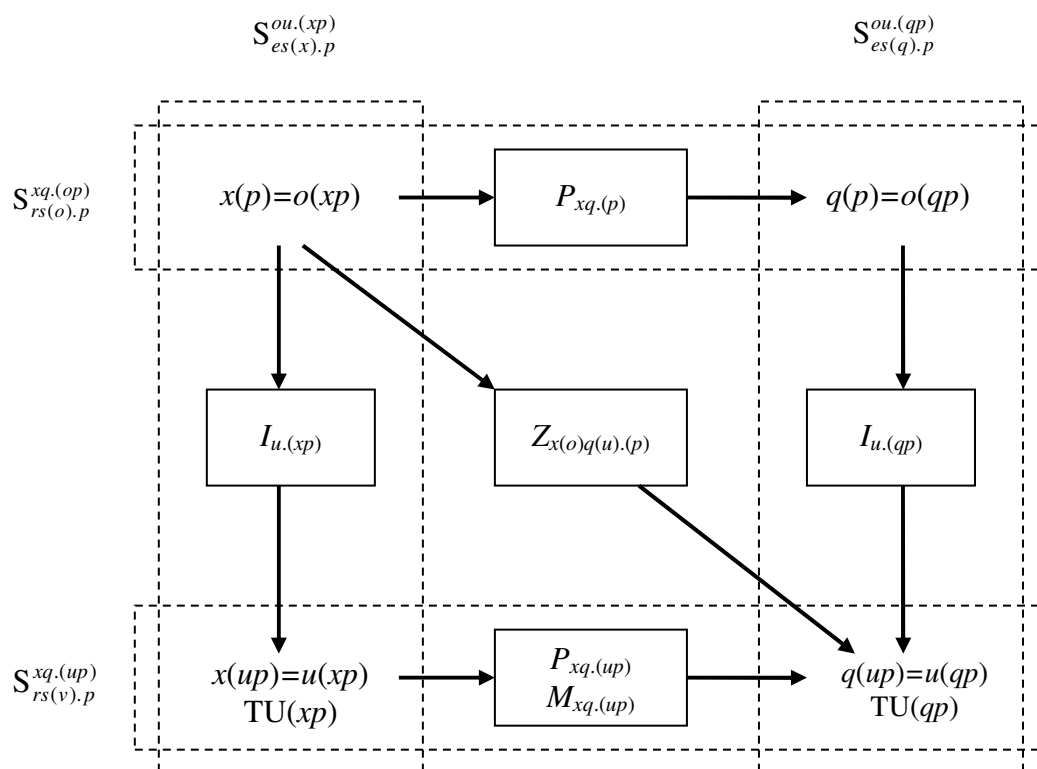 S^{ou.(xp)}_{es(x).p} S^{ou.(qp)}_{es(q).p}
S^{xq.(op)}_{rs(o).p} x(p)=o(xp) P_{xq.(p)} q(p)=o(qp)
I_{u.(xp)} Z_{x(o)q(u).(p)} I_{u.(qp)}
S^{xq.(up)}_{rs(v).p} x(up)=u(xp) P_{xq.(up)} q(up)=u(qp)
TU(xp) M_{xq.(up)} TU(qp)